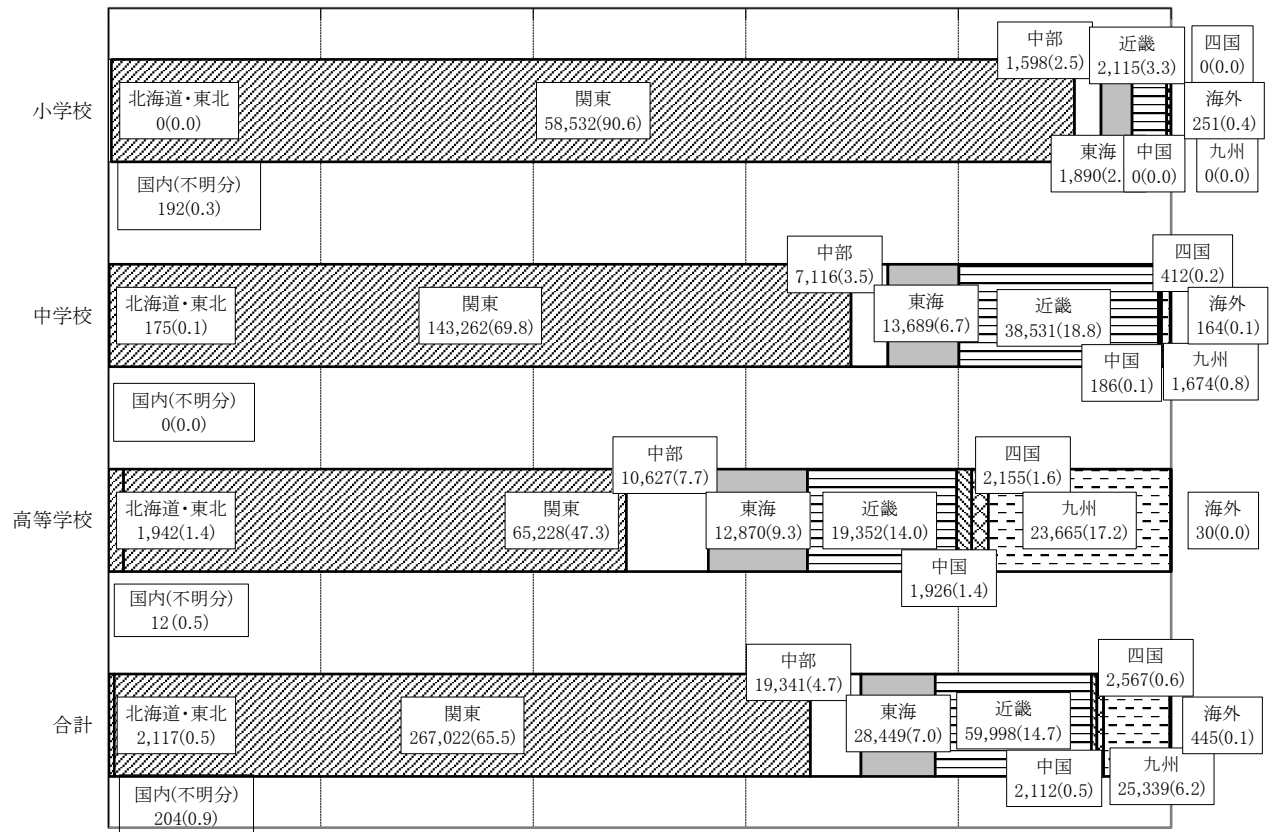 中部
1,598(2.5)
近畿
2,115(3.3)
四国
0(0.0)
小学校
北海道・東北
0(0.0)
関東
58,532(90.6)
海外
251(0.4)
東海
1,890(2.
中国
0(0.0)
九州
0(0.0)
国内(不明分)
192(0.3)
中部
7,116(3.5)
四国
412(0.2)
中学校
北海道・東北
175(0.1)
関東
143,262(69.8)
東海
13,689(6.7)
近畿
38,531(18.8)
海外
164(0.1)
中国
186(0.1)
九州
1,674(0.8)
国内(不明分)
0(0.0)
中部
10,627(7.7)
四国
2,155(1.6)
高等学校
北海道・東北
1,942(1.4)
関東
65,228(47.3)
東海
12,870(9.3)
近畿
19,352(14.0)
九州
23,665(17.2)
海外
30(0.0)
中国
1,926(1.4)
国内(不明分)
12(0.5)
中部
19,341(4.7)
四国
2,567(0.6)
合計
北海道・東北
2,117(0.5)
関東
267,022(65.5)
東海
28,449(7.0)
近畿
59,998(14.7)
海外
445(0.1)
中国
2,112(0.5)
九州
25,339(6.2)
国内(不明分)
204(0.9)